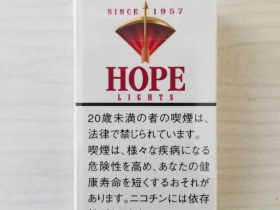 SINCE 1957
HOPE
LIGHTS
20歳未満の者の喫煙は、
法律で禁じられています。
喫煙は、様々な疾病になる
危険性を高め、あなたの健
康寿命を短くするおそれが
あります。ニコチンには依存